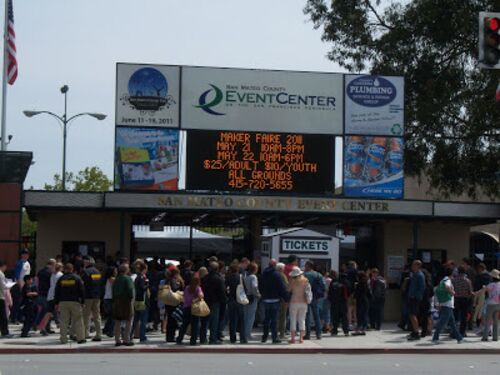 SAN MATEO COUNTY
EVENTCENTER
ON THE SAN FRANCISCO PENINSULA
June 11 - 19, 2011
PLUMBING
MAKER FAIRE 2011
MAY 21 10AM-8PM
MAY 22 10AM-6PM
$25/ADULT $10/YOUTH
ALL GROUNDS
415-720-5655
SAN MATEO COUNTY EVENT CENTER
TICKETS